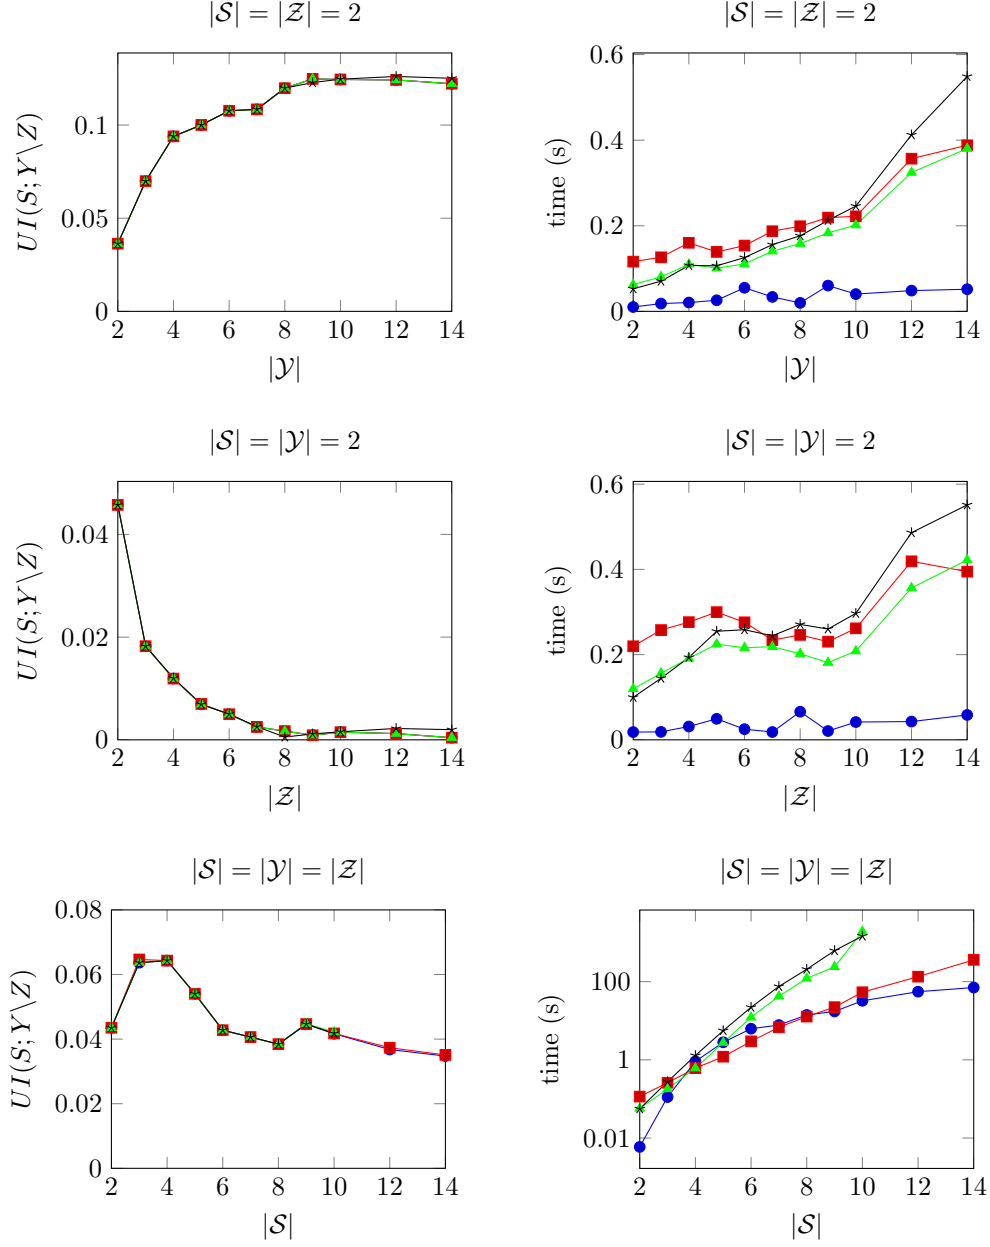 |𝒮| = |𝒵| = 2
UI(S;Y\Z)
0.1
0.05
0
2 4 6 8 10 12 14
|𝒴|
|𝒮| = |𝒵| = 2
time (s)
0.6
0.4
0.2
0
2 4 6 8 10 12 14
|𝒴|
|𝒮| = |𝒴| = 2
UI(S;Y\Z)
0.04
0.02
0
2 4 6 8 10 12 14
|𝒵|
|𝒮| = |𝒴| = 2
time (s)
0.6
0.4
0.2
0
2 4 6 8 10 12 14
|𝒵|
|𝒮| = |𝒴| = |𝒵|
UI(S;Y\Z)
0.08
0.06
0.04
0.02
0
2 4 6 8 10 12 14
|𝒮|
|𝒮| = |𝒴| = |𝒵|
time (s)
100
1
0.01
2 4 6 8 10 12 14
|𝒮|